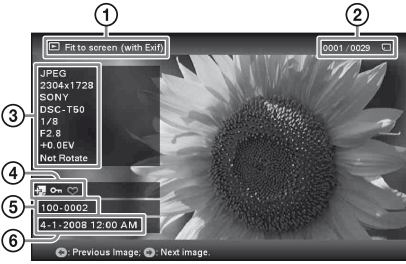 1
2
Fit to screen (with Exif)
0001/0029
3
JPEG
2304x1728
SONY
DSC-T50
1/8
F2.8
+0.0EV
Not Rotate
4
5
100-0002
4-1-2008 12:00 AM
6
: Previous Image; : Next image.